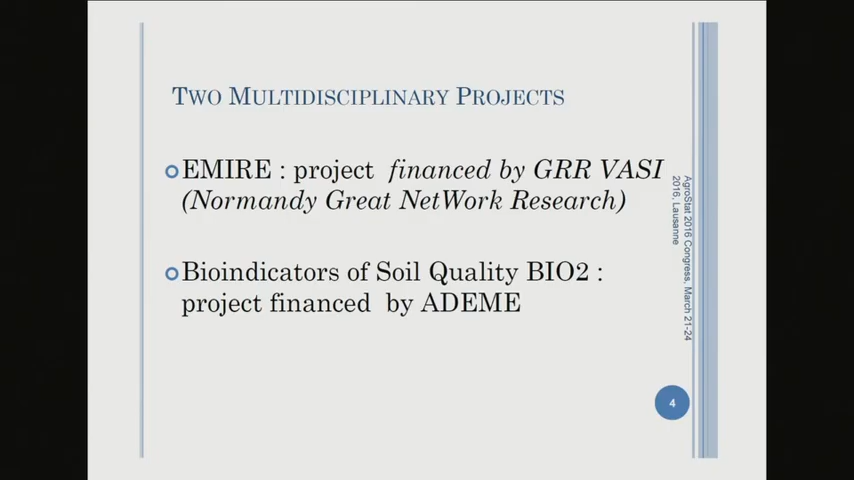 TWO MULTIDISCIPLINARY PROJECTS
EMIRE : project financed by GRR VASI
(Normandy Great NetWork Research)
Bioindicators of Soil Quality BIO2 :
project financed by ADEME
AgroStat 2016 Congress, March 21-24
2016, Lausanne
4